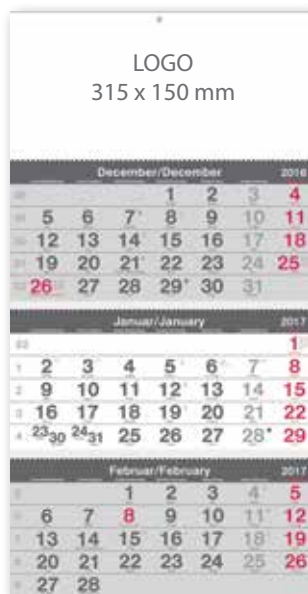 LOGO
315 x 150 mm
December/December 2016
1 2 3 4
5 6 7 8 9 10 11
12 13 14 15 16 17 18
19 20 21 22 23 24 25
26 27 28 29 30 31
Januar/January 2017
1
1 2 3 4 5 6 7 8
2 9 10 11 12 13 14 15
3 16 17 18 19 20 21 22
4 23 30 24 31 25 26 27 28 29
Februar/February 2017
1 2 3 4 5
6 7 8 9 10 11 12
13 14 15 16 17 18 19
20 21 22 23 24 25 26
27 28